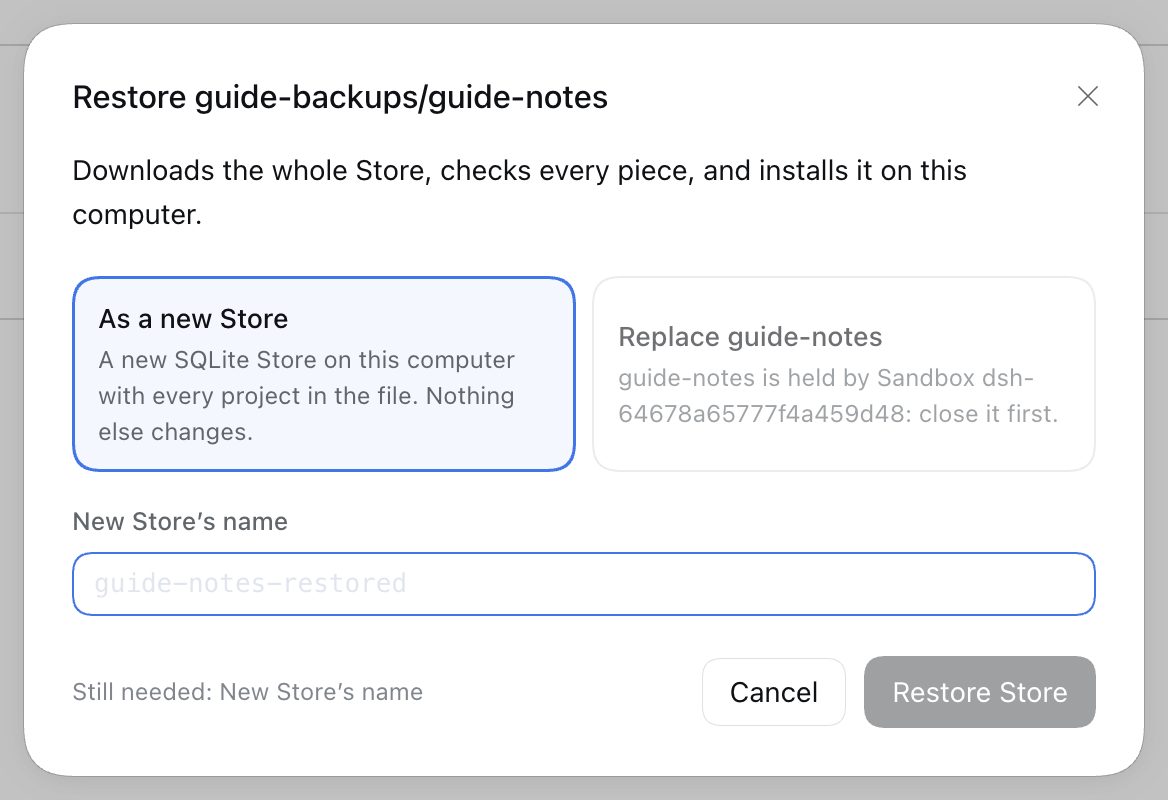 Restore guide-backups/guide-notes
Downloads the whole Store, checks every piece, and installs it on this
computer.
As a new Store
A new SQLite Store on this computer
with every project in the file. Nothing
else changes.
Replace guide-notes
guide-notes is held by Sandbox dsh-
64678a65777f4a459d48: close it first.
New Store’s name
guide-notes-restored
Still needed: New Store’s name
Cancel
Restore Store